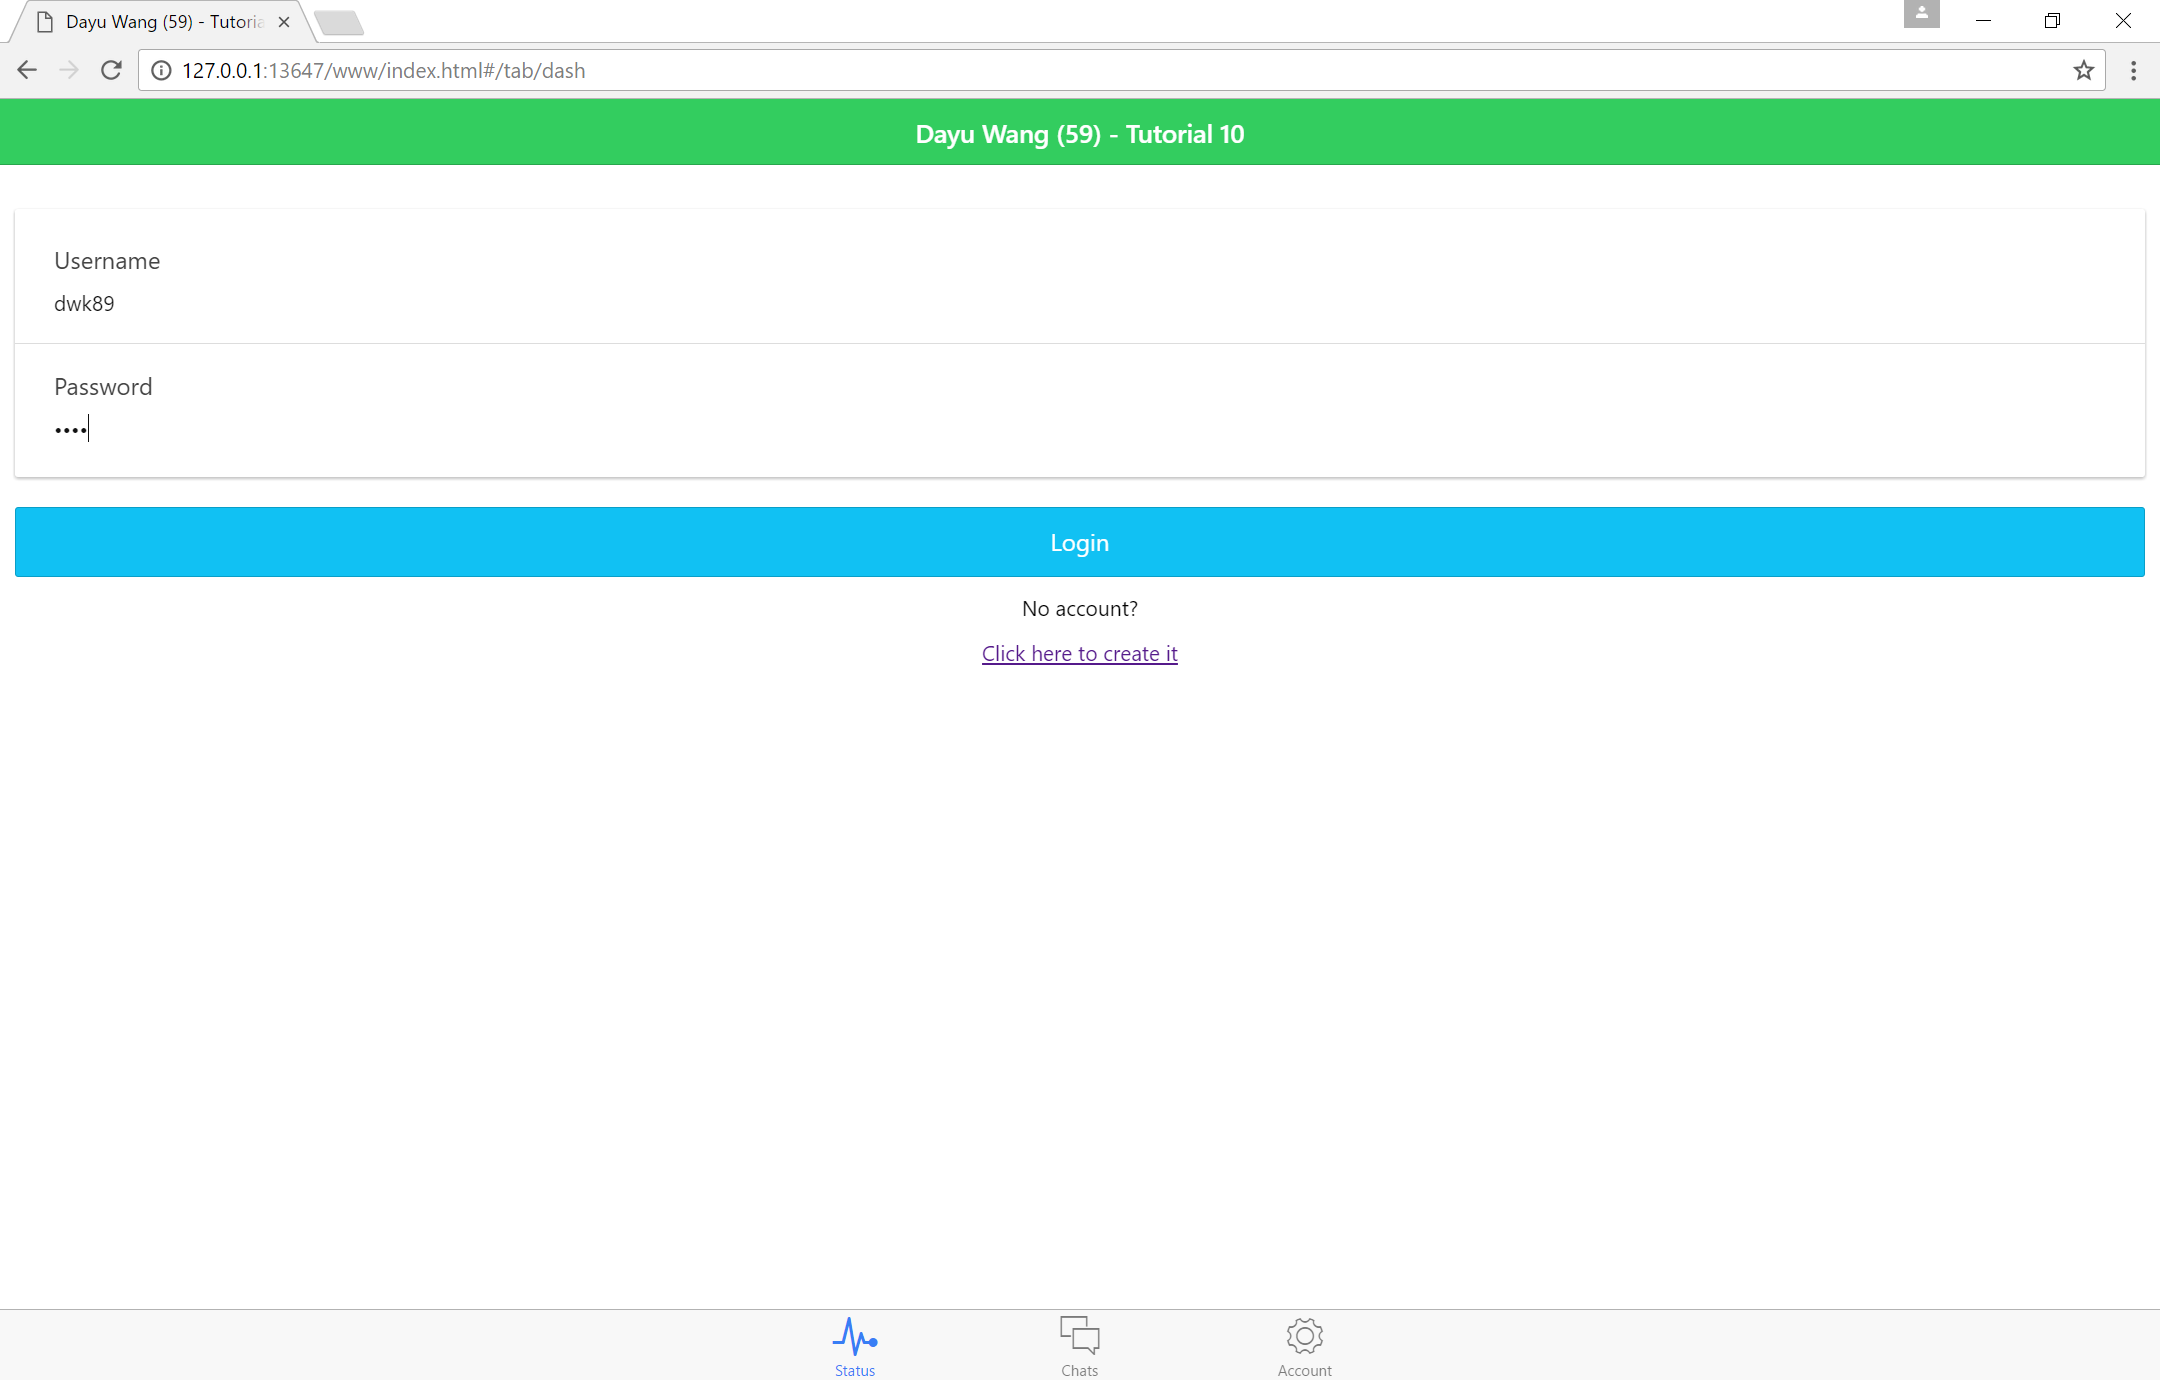 Dayu Wang (59) - Tutoria
127.0.0.1:13647/www/index.html#/tab/dash
Dayu Wang (59) - Tutorial 10
Username
dwk89
Password
••••
Login
No account?
Click here to create it
Status
Chats
Account